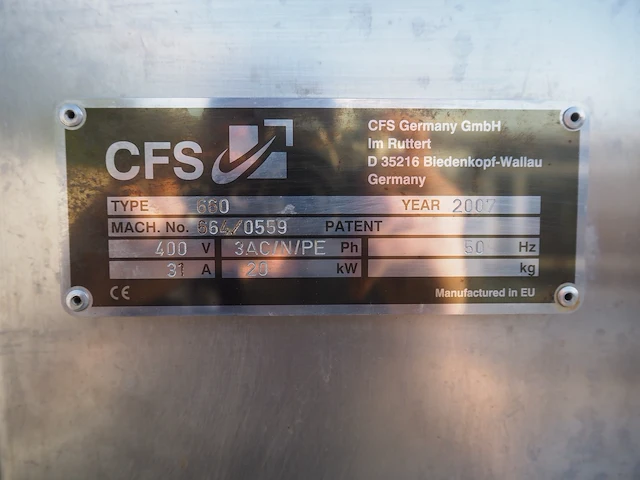 CFS
CFS Germany GmbH
Im Ruttert
D 35216 Biedenkopf-Wallau
Germany
TYPE 660 YEAR 2007
MACH. No. 664/0559 PATENT
400 V 3AC/N/PE Ph 50 Hz
31 A 20 kW kg
CE Manufactured in EU